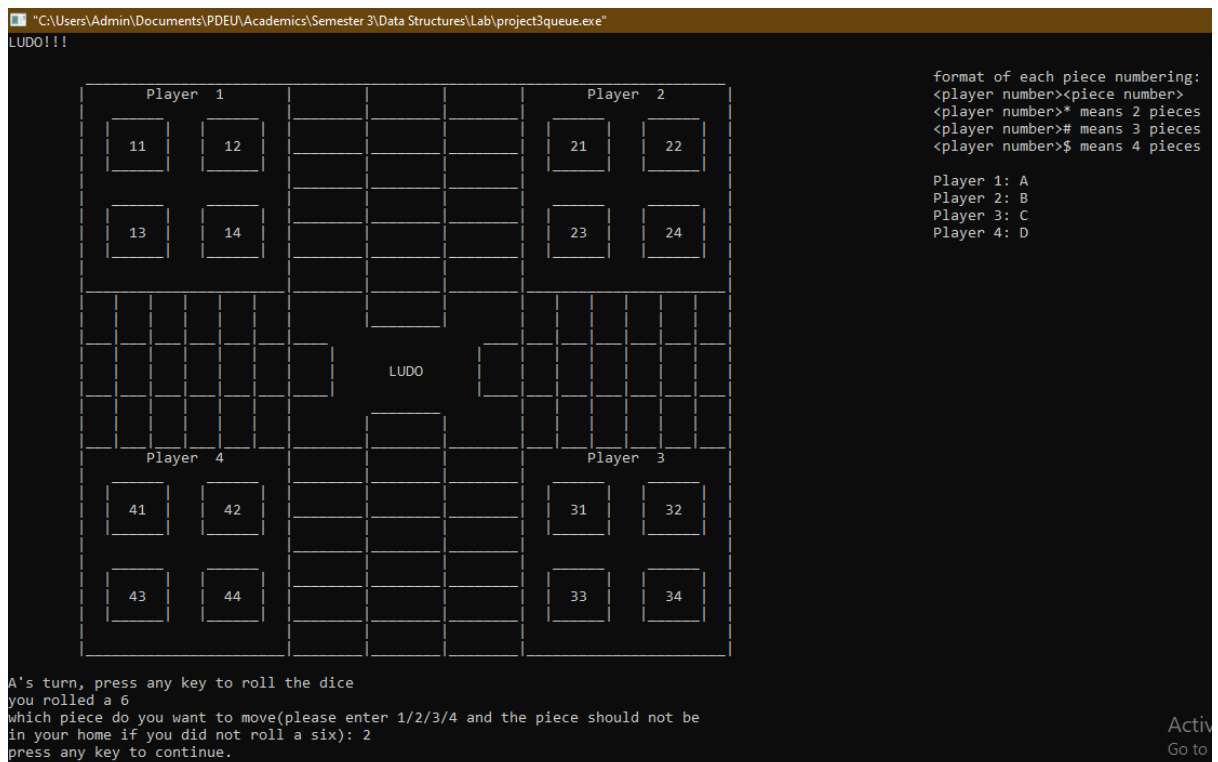 "C:\Users\Admin\Documents\PDEU\Academics\Semester 3\Data Structures\Lab\project3queue.exe"
LUDO!!!
format of each piece numbering:
<player number><piece number>
<player number>* means 2 pieces
<player number># means 3 pieces
<player number>$ means 4 pieces
Player 1: A
Player 2: B
Player 3: C
Player 4: D
Player 1 Player 2
11 12 21 22
13 14 23 24
LUDO
Player 4 Player 3
41 42 31 32
43 44 33 34
A's turn, press any key to roll the dice
you rolled a 6
which piece do you want to move(please enter 1/2/3/4 and the piece should not be
in your home if you did not roll a six): 2
press any key to continue.
Activ
Go to